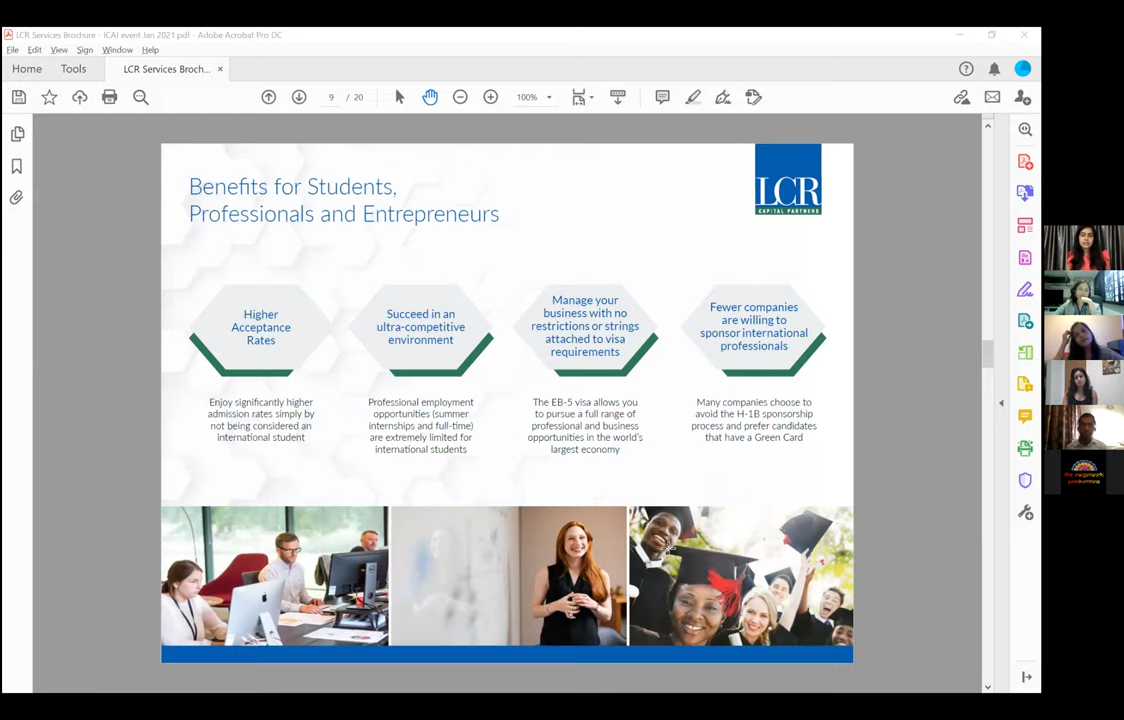 LCR Services Brochure - ICAI event Jan 2021.pdf - Adobe Acrobat Pro DC
File Edit View Sign Window Help
Home Tools LCR Services Broch... ×
9 / 20 100%
Benefits for Students,
Professionals and Entrepreneurs
LCR
CAPITAL PARTNERS
Higher
Acceptance
Rates
Enjoy significantly higher
admission rates simply by
not being considered an
international student
Succeed in an
ultra-competitive
environment
Professional employment
opportunities (summer
internships and full-time)
are extremely limited for
international students
Manage your
business with no
restrictions or strings
attached to visa
requirements
The EB-5 visa allows you
to pursue a full range of
professional and business
opportunities in the world's
largest economy
Fewer companies
are willing to
sponsor international
professionals
Many companies choose to
avoid the H-1B sponsorship
process and prefer candidates
that have a Green Card